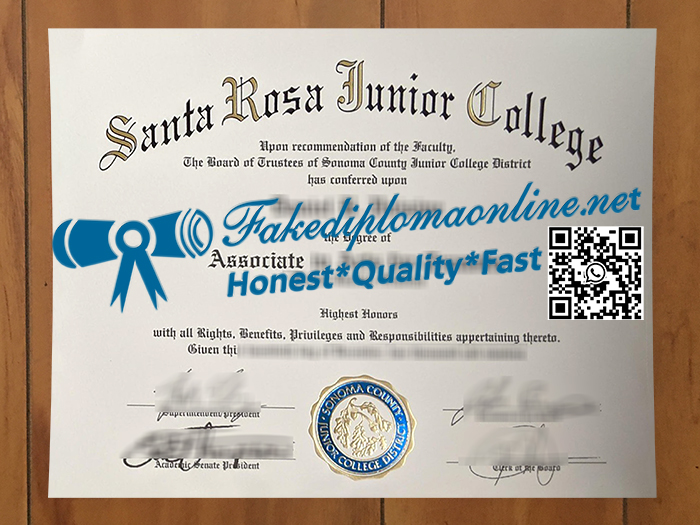 Santa Rosa Junior College
Upon recommendation of the Faculty,
The Board of Trustees of Sonoma County Junior College District
has conferred upon
Fakediplomaonline.net
the Degree of
Associate
Honest*Quality*Fast
Highest Honors
with all Rights, Benefits, Privileges and Responsibilities appertaining thereto.
Given thi
SONOMA COUNTY
JUNIOR COLLEGE DISTRICT
Superintendent President
Academic Senate President
Clerk of the Board